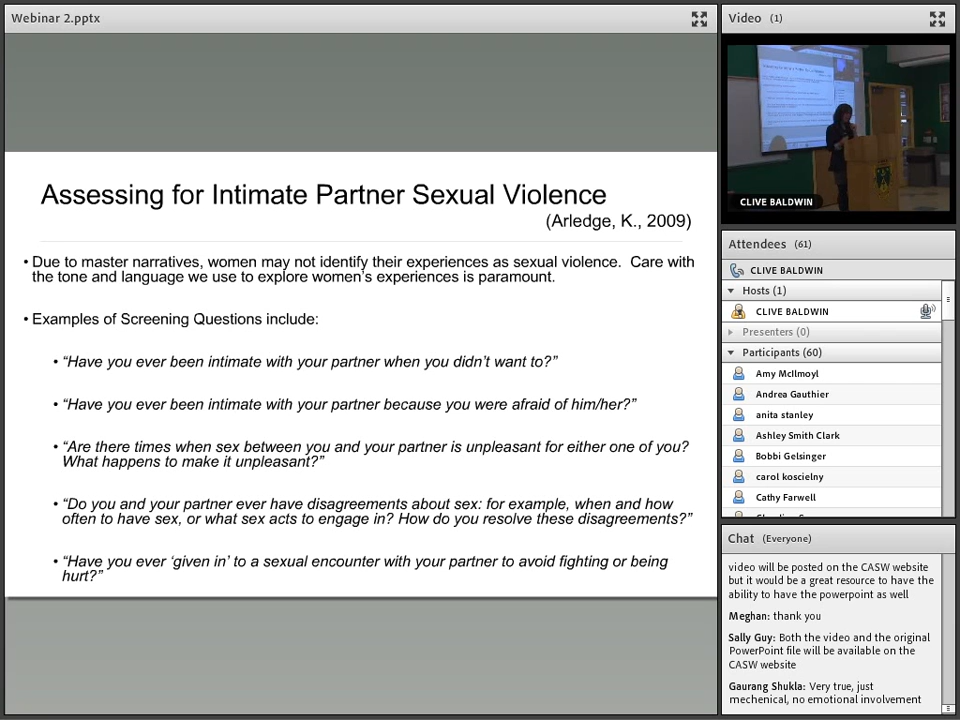 Webinar 2.pptx
Assessing for Intimate Partner Sexual Violence
(Arledge, K., 2009)
• Due to master narratives, women may not identify their experiences as sexual violence. Care with
the tone and language we use to explore women's experiences is paramount.
• Examples of Screening Questions include:
• “Have you ever been intimate with your partner when you didn't want to?”
• “Have you ever been intimate with your partner because you were afraid of him/her?”
• “Are there times when sex between you and your partner is unpleasant for either one of you?
What happens to make it unpleasant?”
• “Do you and your partner ever have disagreements about sex: for example, when and how
often to have sex, or what sex acts to engage in? How do you resolve these disagreements?”
• “Have you ever ‘given in’ to a sexual encounter with your partner to avoid fighting or being
hurt?”
Video (1)
CLIVE BALDWIN
Attendees (61)
CLIVE BALDWIN
Hosts (1)
CLIVE BALDWIN
Presenters (0)
Participants (60)
Amy McIlmoyl
Andrea Gauthier
anita stanley
Ashley Smith Clark
Bobbi Gelsinger
carol koscielny
Cathy Farwell
Chat (Everyone)
video will be posted on the CASW website
but it would be a great resource to have the
ability to have the powerpoint as well
Meghan: thank you
Sally Guy: Both the video and the original
PowerPoint file will be available on the
CASW website
Gaurang Shukla: Very true, just
mechenical, no emotional involvement